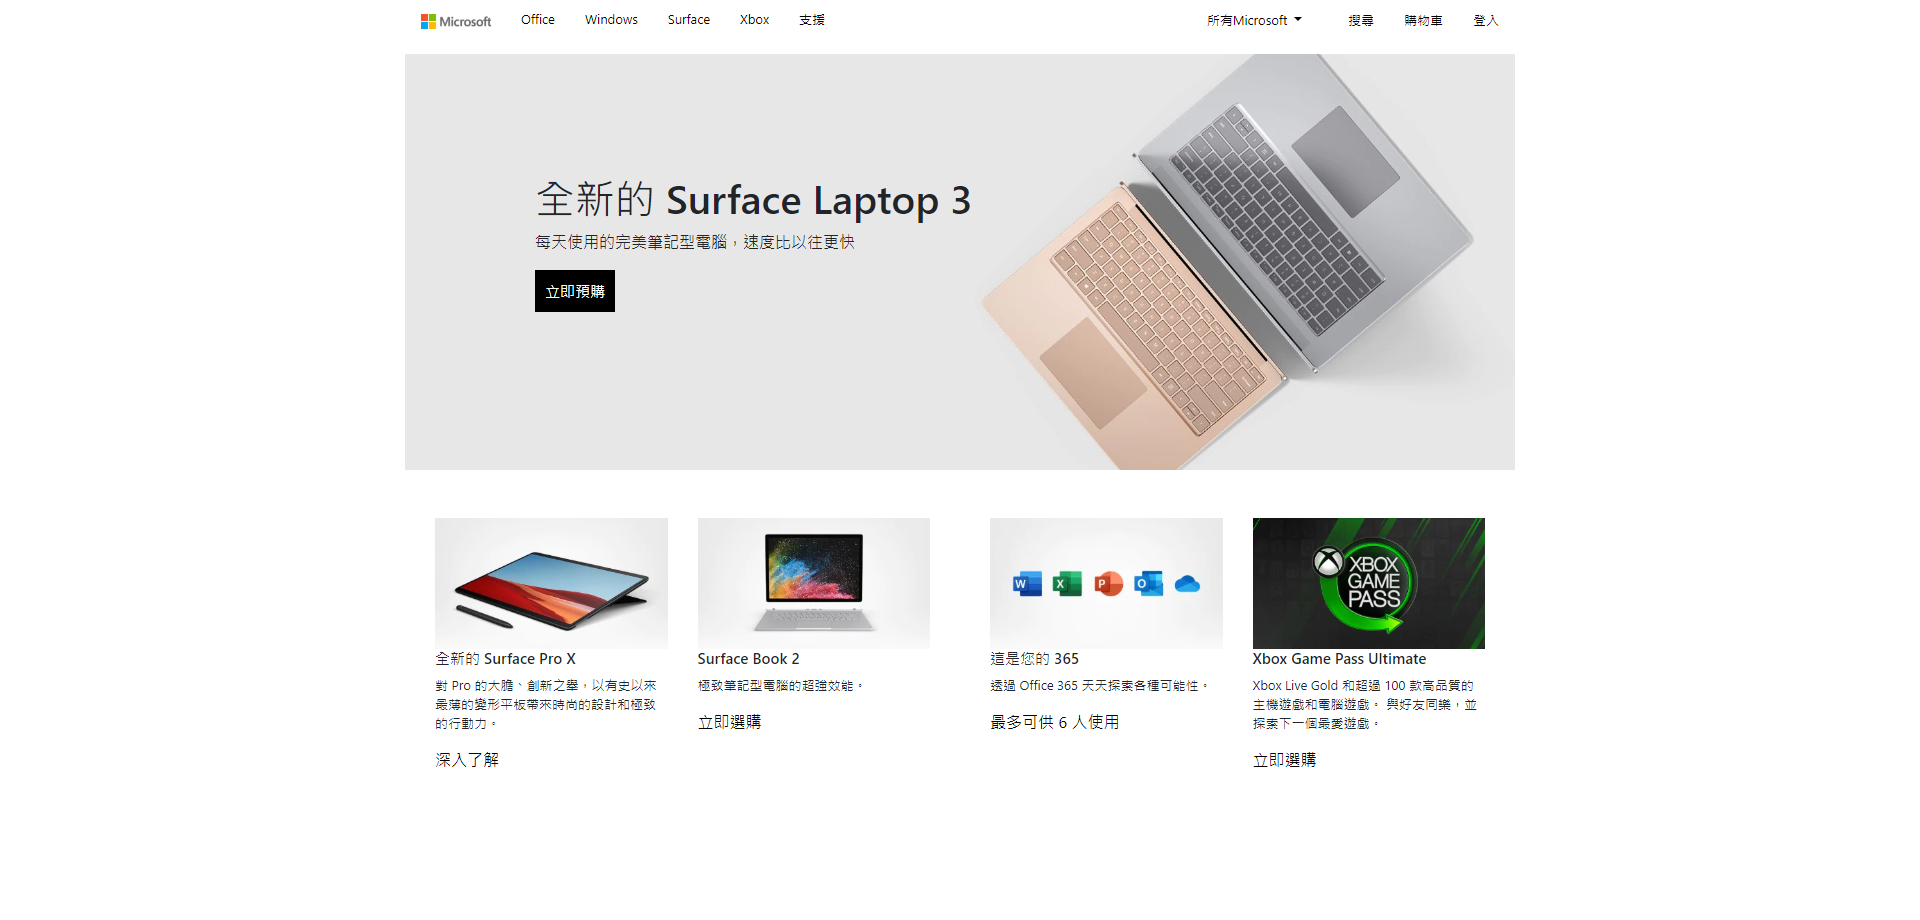 Microsoft Office Windows Surface Xbox 支援 所有Microsoft 搜尋 購物車 登入
全新的 Surface Laptop 3
每天使用的完美筆記型電腦，速度比以往更快
立即預購
全新的 Surface Pro X
對 Pro 的大膽、創新之舉，以有史以來
最薄的變形平板帶來時尚的設計和極致
的行動力。
深入了解
Surface Book 2
極致筆記型電腦的超強效能。
立即選購
W X P O
這是您的 365
透過 Office 365 天天探索各種可能性。
最多可供 6 人使用
XBOX
GAME
PASS
Xbox Game Pass Ultimate
Xbox Live Gold 和超過 100 款高品質的
主機遊戲和電腦遊戲。 與好友同樂，並
探索下一個最愛遊戲。
立即選購